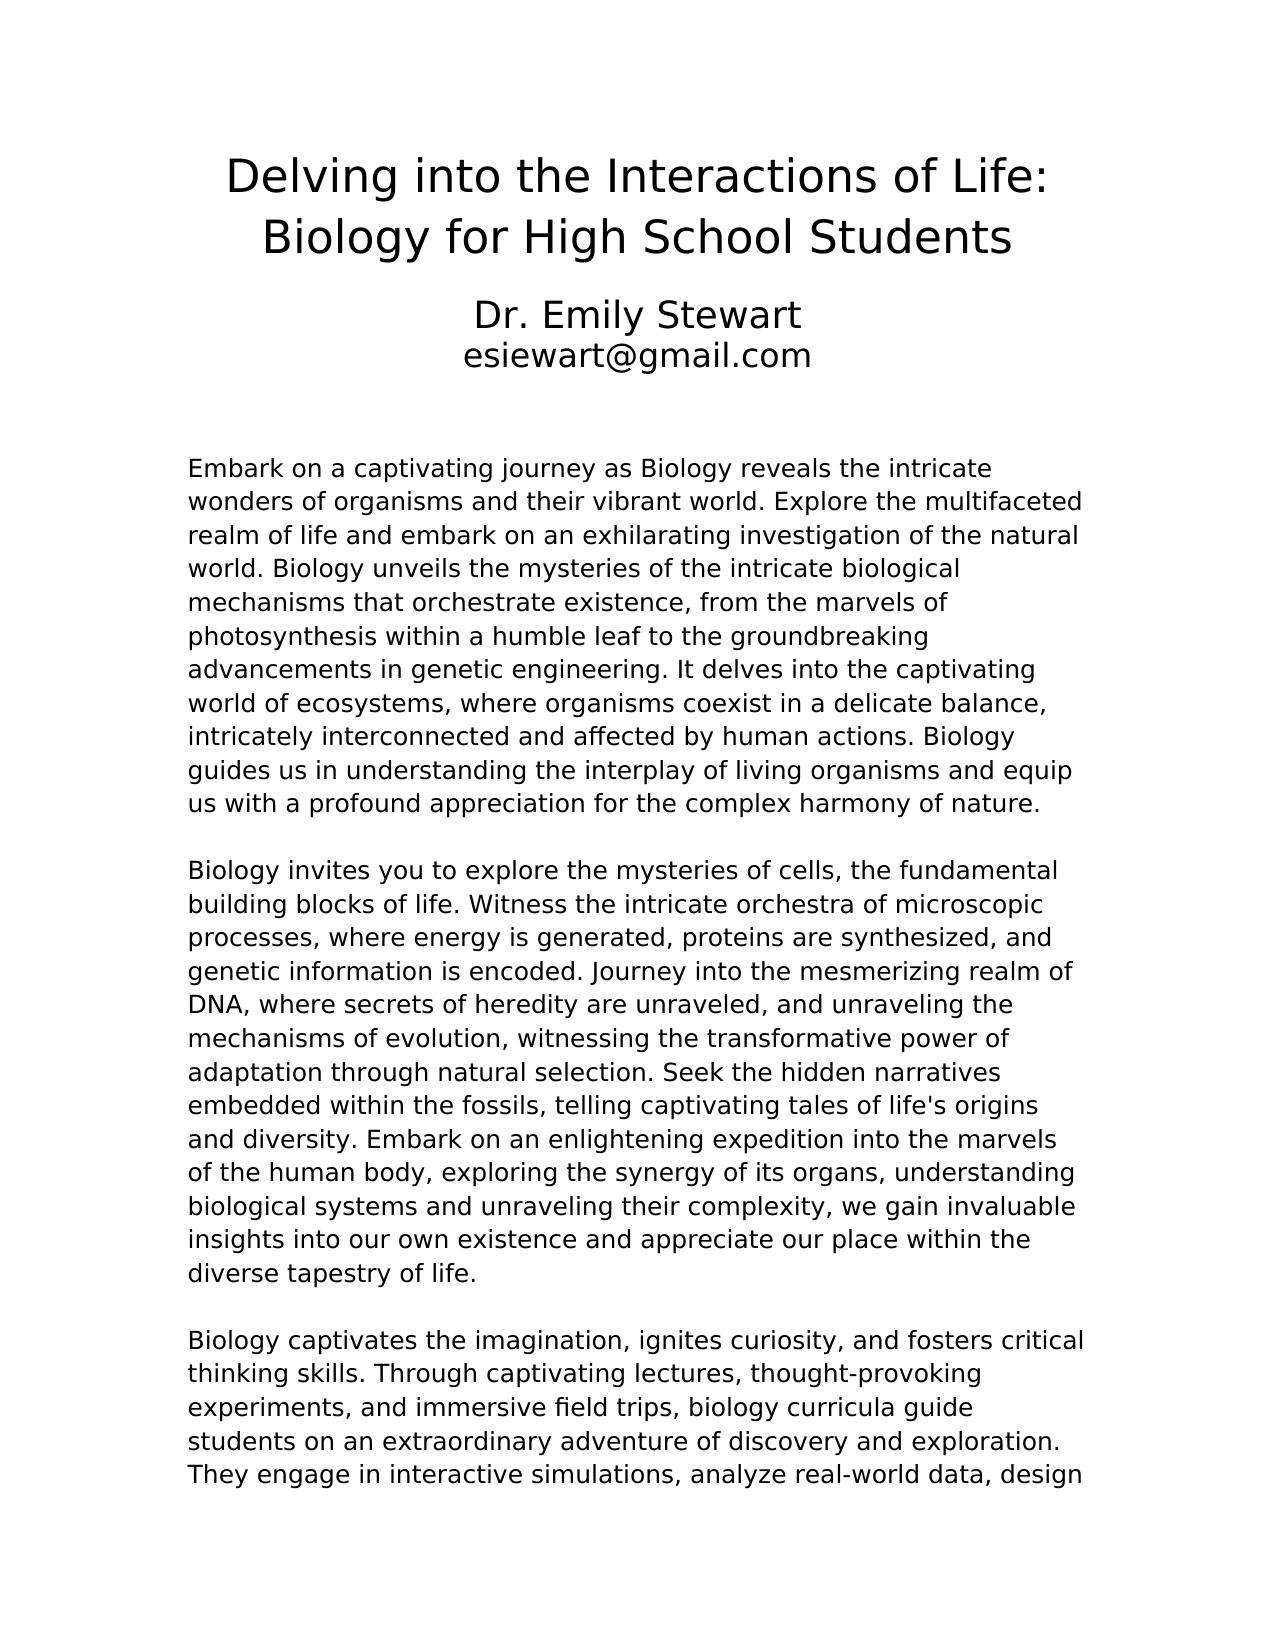 Delving into the Interactions of Life:
Biology for High School Students
Dr. Emily Stewart
esiewart@gmail.com
Embark on a captivating journey as Biology reveals the intricate
wonders of organisms and their vibrant world. Explore the multifaceted
realm of life and embark on an exhilarating investigation of the natural
world. Biology unveils the mysteries of the intricate biological
mechanisms that orchestrate existence, from the marvels of
photosynthesis within a humble leaf to the groundbreaking
advancements in genetic engineering. It delves into the captivating
world of ecosystems, where organisms coexist in a delicate balance,
intricately interconnected and affected by human actions. Biology
guides us in understanding the interplay of living organisms and equip
us with a profound appreciation for the complex harmony of nature.
Biology invites you to explore the mysteries of cells, the fundamental
building blocks of life. Witness the intricate orchestra of microscopic
processes, where energy is generated, proteins are synthesized, and
genetic information is encoded. Journey into the mesmerizing realm of
DNA, where secrets of heredity are unraveled, and unraveling the
mechanisms of evolution, witnessing the transformative power of
adaptation through natural selection. Seek the hidden narratives
embedded within the fossils, telling captivating tales of life's origins
and diversity. Embark on an enlightening expedition into the marvels
of the human body, exploring the synergy of its organs, understanding
biological systems and unraveling their complexity, we gain invaluable
insights into our own existence and appreciate our place within the
diverse tapestry of life.
Biology captivates the imagination, ignites curiosity, and fosters critical
thinking skills. Through captivating lectures, thought-provoking
experiments, and immersive field trips, biology curricula guide
students on an extraordinary adventure of discovery and exploration.
They engage in interactive simulations, analyze real-world data, design